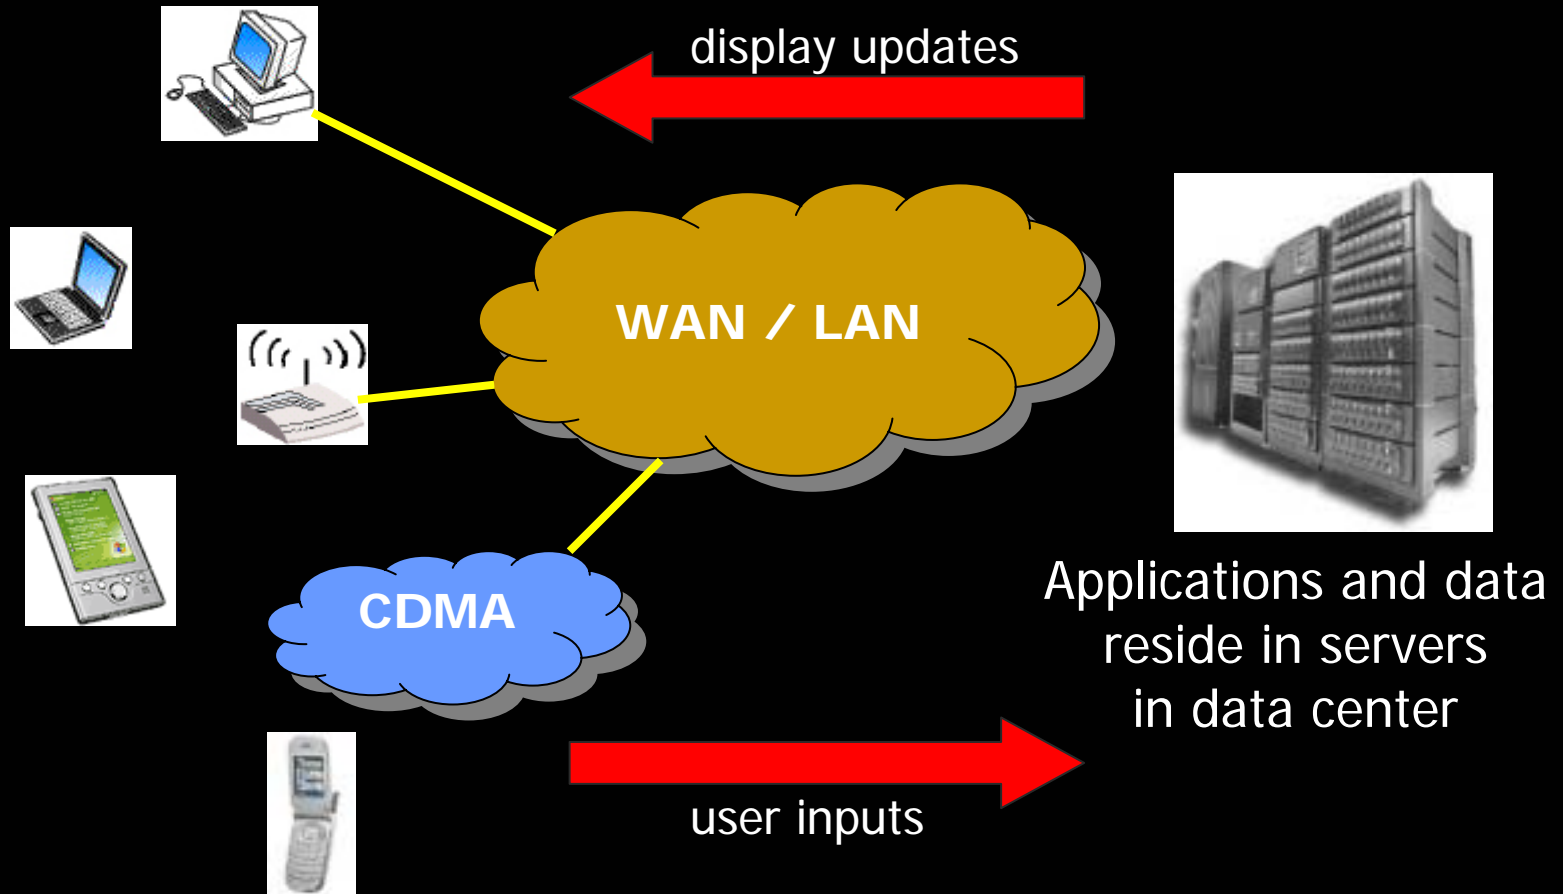 display updates
WAN / LAN
CDMA
Applications and data
reside in servers
in data center
user inputs